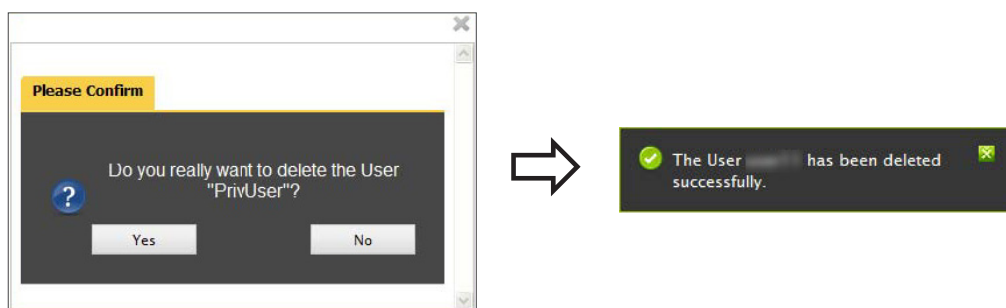 Please Confirm
Do you really want to delete the User
"PrivUser"?
Yes
No
The User has been deleted
successfully.